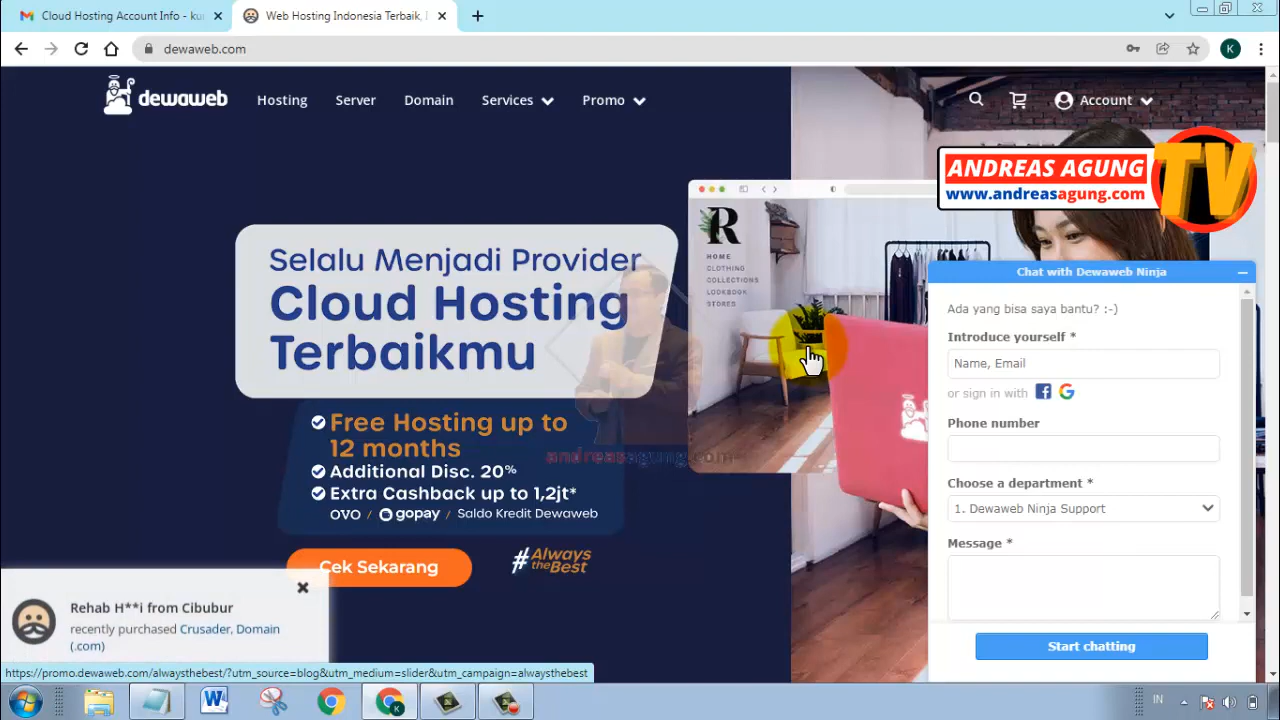 Cloud Hosting Account Info - ku
Web Hosting Indonesia Terbaik,
dewaweb.com
K
dewaweb
Hosting
Server
Domain
Services
Promo
Account
ANDREAS AGUNG
www.andreasagung.com
TV
Selalu Menjadi Provider
Cloud Hosting
Terbaikmu
Free Hosting up to
12 months
Additional Disc. 20%
Extra Cashback up to 1,2jt*
OVO / gopay / Saldo Kredit Dewaweb
Cek Sekarang
#Always
theBest
andreasagung.com
R
HOME
CLOTHING
COLLECTIONS
LOOKBOOK
STORES
Chat with Dewaweb Ninja
Ada yang bisa saya bantu? :-)
Introduce yourself *
Name, Email
or sign in with
Phone number
Choose a department *
1. Dewaweb Ninja Support
Message *
Start chatting
Rehab H**i from Cibubur
recently purchased Crusader, Domain
(.com)
https://promo.dewaweb.com/alwaysthebest/?utm_source=blog&utm_medium=slider&utm_campaign=alwaysthebest
IN